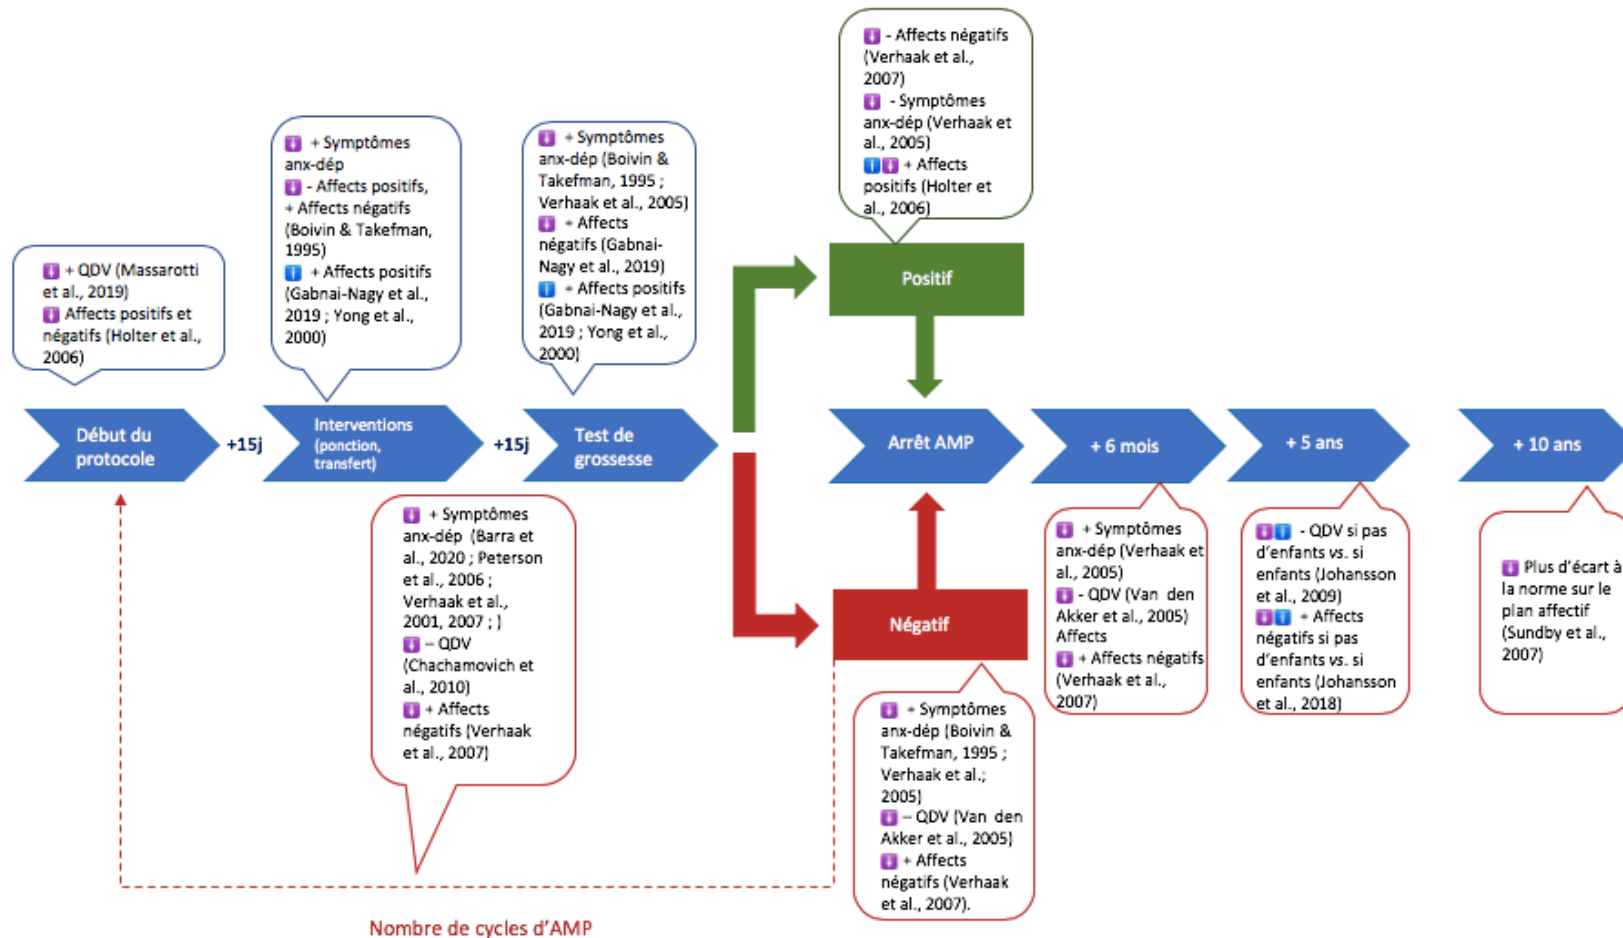 - Affects négatifs
(Verhaak et al.,
2007)
- Symptômes
anx-dép (Verhaak et
al., 2005)
+ Affects
positifs (Holter et
al., 2006)
+ Symptômes
anx-dép
- Affects positifs,
+ Affects négatifs
(Boivin & Takefman,
1995)
+ Affects positifs
(Gabnai-Nagy et al.,
2019 ; Yong et al.,
2000)
+ Symptômes
anx-dép (Boivin &
Takefman, 1995 ;
Verhaak et al., 2005)
+ Affects
négatifs (Gabnai-
Nagy et al., 2019)
+ Affects positifs
(Gabnai-Nagy et al.,
2019 ; Yong et al.,
2000)
+ QDV (Massarotti
et al., 2019)
Affects positifs et
négatifs (Holter et al.,
2006)
Positif
Début du
protocole
+15j
Interventions
(ponction,
transfert)
+15j
Test de
grossesse
Arrêt AMP
+ 6 mois
+ 5 ans
+ 10 ans
+ Symptômes
anx-dép (Barra et
al., 2020 ; Peterson
et al., 2006 ;
Verhaak et al.,
2001, 2007 ; )
– QDV
(Chachamovich et
al., 2010)
+ Affects
négatifs (Verhaak
et al., 2007)
Négatif
+ Symptômes
anx-dép (Boivin &
Takefman, 1995 ;
Verhaak et al.;
2005)
– QDV (Van den
Akker et al., 2005)
+ Affects
négatifs (Verhaak
et al., 2007).
+ Symptômes
anx-dép (Verhaak et
al., 2005)
- QDV (Van den
Akker et al., 2005)
Affects
+ Affects négatifs
(Verhaak et al.,
2007)
- QDV si pas
d'enfants vs. si
enfants (Johansson
et al., 2009)
+ Affects
négatifs si pas
d'enfants vs. si
enfants (Johansson
et al., 2018)
Plus d'écart à
la norme sur le
plan affectif
(Sundby et al.,
2007)
Nombre de cycles d'AMP